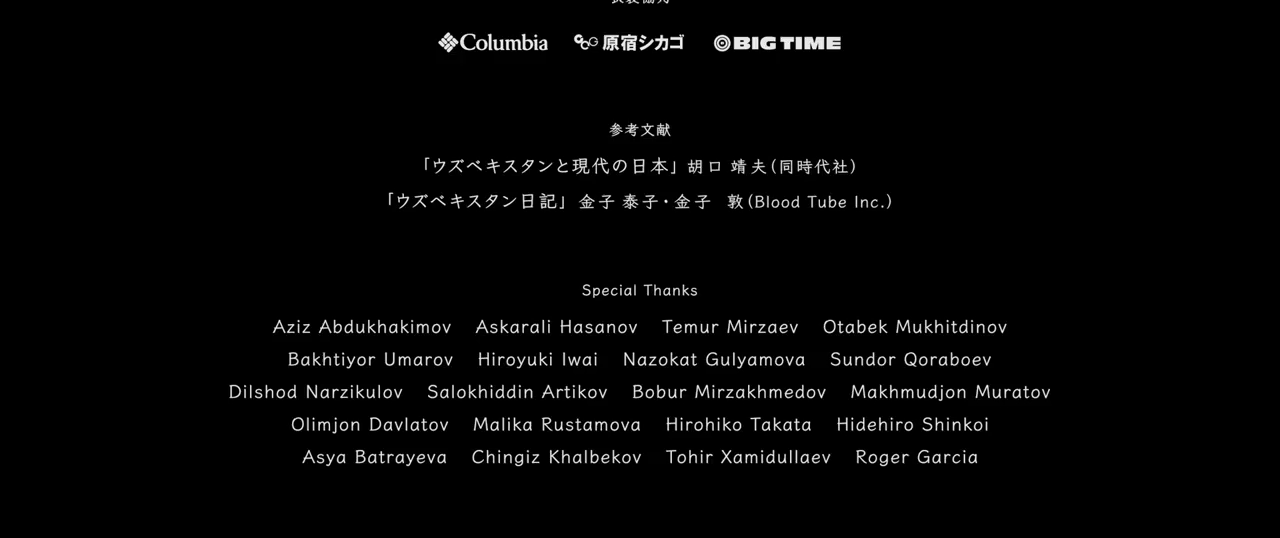 Columbia 原宿シカゴ BIG TIME
参考文献
「ウズベキスタンと現代の日本」 胡口 靖夫(同時代社)
「ウズベキスタン日記」 金子 泰子・金子 敦(Blood Tube Inc.)
Special Thanks
Aziz Abdukhakimov Askarali Hasanov Temur Mirzaev Otabek Mukhitdinov
Bakhtiyor Umarov Hiroyuki Iwai Nazokat Gulyamova Sundor Qoraboev
Dilshod Narzikulov Salokhiddin Artikov Bobur Mirzakhmedov Makhmudjon Muratov
Olimjon Davlatov Malika Rustamova Hirohiko Takata Hidehiro Shinkoi
Asya Batrayeva Chingiz Khalbekov Tohir Xamidullaev Roger Garcia